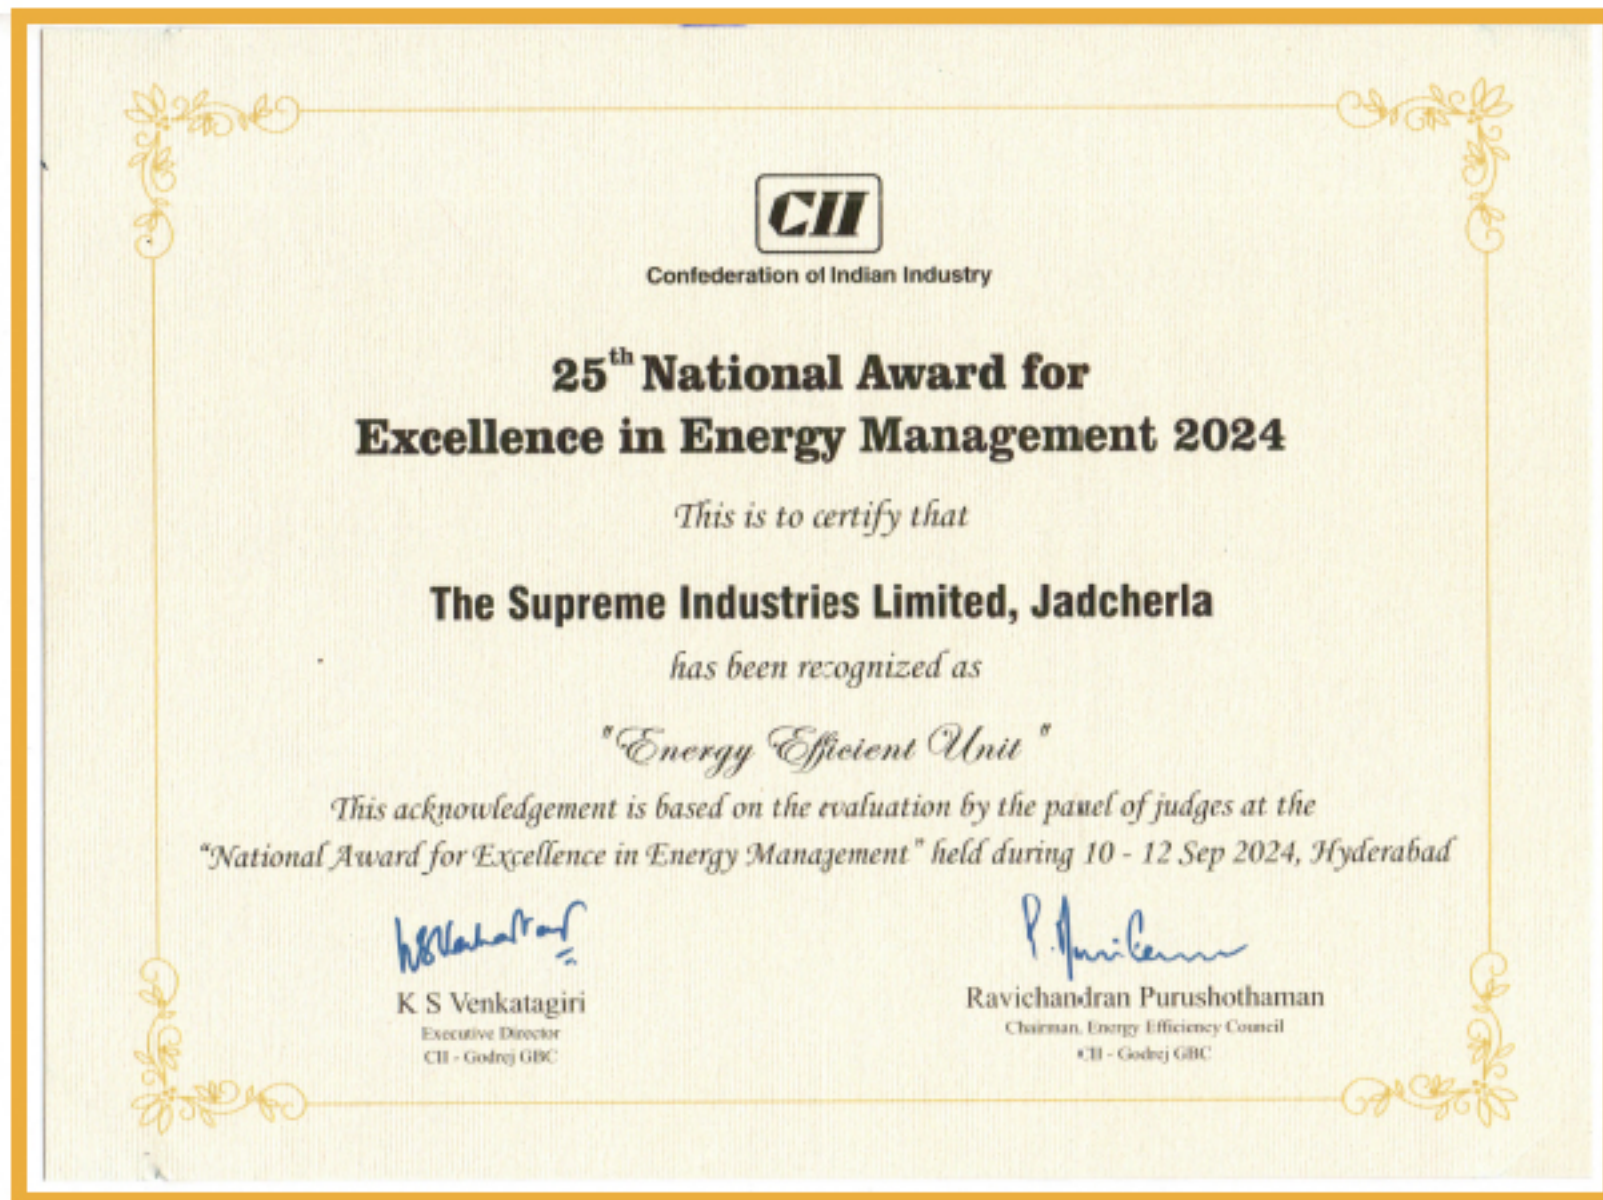 CII
Confederation of Indian Industry
25th National Award for
Excellence in Energy Management 2024
This is to certify that
The Supreme Industries Limited, Jadcherla
has been recognized as
"Energy Efficient Unit"
This acknowledgement is based on the evaluation by the panel of judges at the
“National Award for Excellence in Energy Management” held during 10 - 12 Sep 2024, Hyderabad
K S Venkatagiri
Executive Director
CII - Godrej GBC
Ravichandran Purushothaman
Chairman, Energy Efficiency Council
CII - Godrej GBC